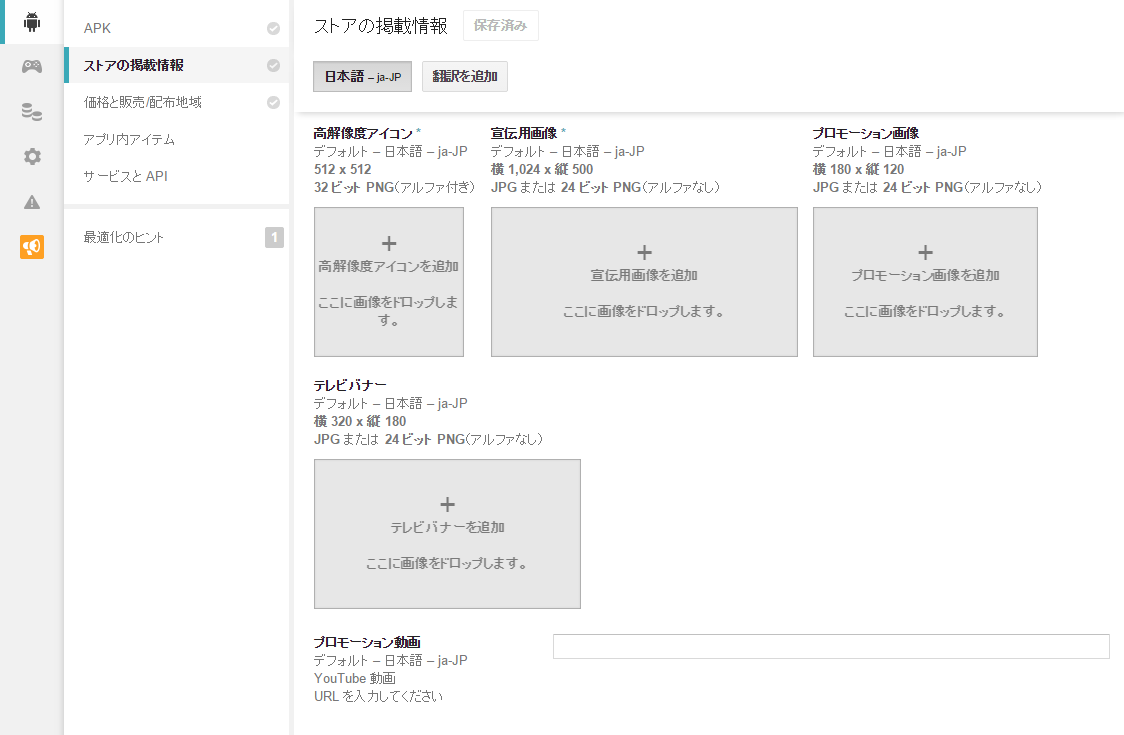 APK
ストアの掲載情報
価格と販売/配布地域
アプリ内アイテム
サービスと API
最適化のヒント 1
ストアの掲載情報 保存済み
日本語 – ja-JP 翻訳を追加
高解像度アイコン *
デフォルト – 日本語 – ja-JP
512 x 512
32 ビット PNG(アルファ付き)
+
高解像度アイコンを追加
ここに画像をドロップしま
す。
宣伝用画像 *
デフォルト – 日本語 – ja-JP
横 1,024 x 縦 500
JPG または 24 ビット PNG(アルファなし)
+
宣伝用画像を追加
ここに画像をドロップします。
プロモーション画像
デフォルト – 日本語 – ja-JP
横 180 x 縦 120
JPG または 24 ビット PNG(アルファなし)
+
プロモーション画像を追加
ここに画像をドロップします。
テレビバナー
デフォルト – 日本語 – ja-JP
横 320 x 縦 180
JPG または 24 ビット PNG(アルファなし)
+
テレビバナーを追加
ここに画像をドロップします。
プロモーション動画
デフォルト – 日本語 – ja-JP
YouTube 動画
URL を入力してください